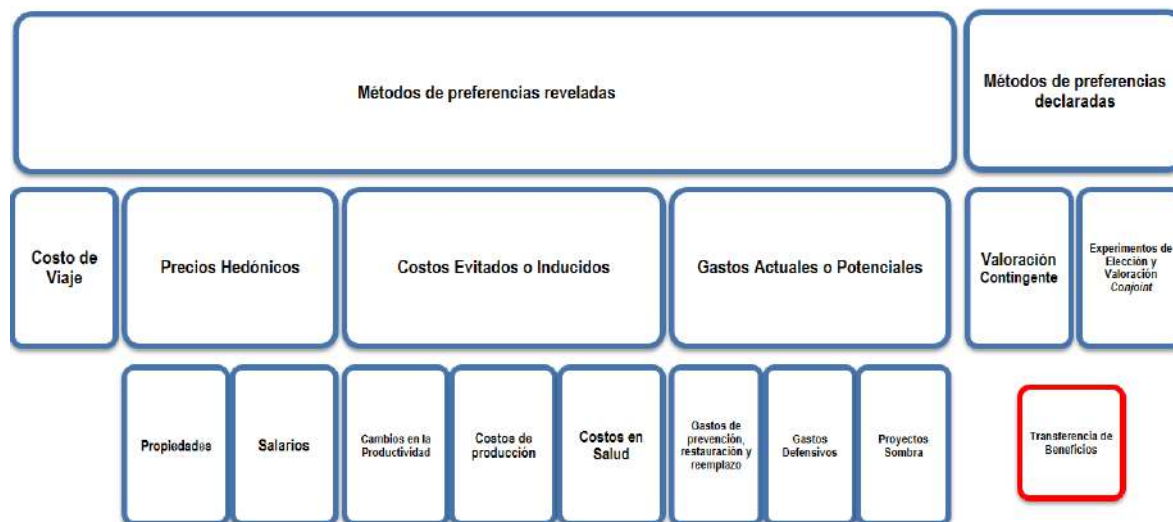 Métodos de preferencias reveladas
Métodos de preferencias
declaradas
Costo de
Viaje
Precios Hedónicos
Costos Evitados o Inducidos
Gastos Actuales o Potenciales
Valoración
Contingente
Experimentos de
Elección y
Valoración
Conjoint
Propiedades
Salarios
Cambios en la
Productividad
Costos de
producción
Costos en
Salud
Gastos de
prevención,
restauración y
reemplazo
Gastos
Defensivos
Proyectos
Sombra
Transferencia de
Beneficios